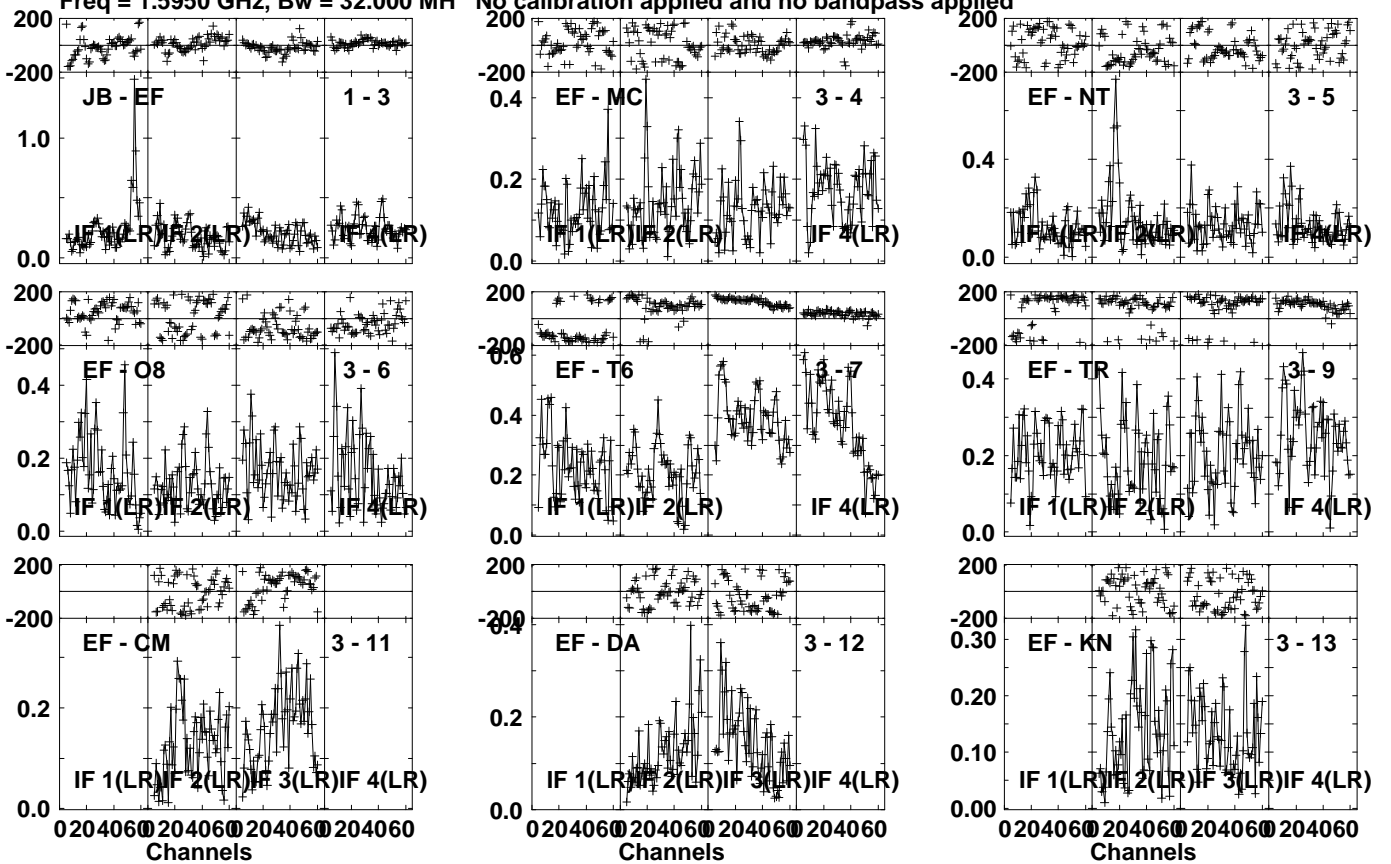 Freq = 1.5950 GHz, Bw = 32.000 MH No calibration applied and no bandpass applied
200
-200
JB - EF 1 - 3
1.0
0.0
IF 1(LR) IF 2(LR) IF 4(LR)
EF - MC 3 - 4
0.4
0.2
0.0
IF 1(LR) IF 2(LR) IF 4(LR)
200
-200
EF - NT 3 - 5
0.4
0.0
IF 1(LR) IF 2(LR) IF 4(LR)
200
-200
EF - O8 3 - 6
0.4
0.2
0.0
IF 1(LR) IF 2(LR) IF 4(LR)
200
-200
0.6
EF - T6 3 - 7
0.4
0.2
0.0
IF 1(LR) IF 2(LR) IF 4(LR)
200
-200
EF - TR 3 - 9
0.4
0.2
0.0
IF 1(LR) IF 2(LR) IF 4(LR)
200
-200
EF - CM 3 - 11
0.2
0.0
IF 1(LR) IF 2(LR) IF 3(LR) IF 4(LR)
0 20 40 60 0 20 40 60 0 20 40 60 0 20 40 60
Channels
200
-200
0.4
EF - DA 3 - 12
0.2
0.0
IF 1(LR) IF 2(LR) IF 3(LR) IF 4(LR)
0 20 40 60 0 20 40 60 0 20 40 60 0 20 40 60
Channels
200
-200
EF - KN 3 - 13
0.30
0.20
0.10
0.00
IF 1(LR) IF 2(LR) IF 3(LR) IF 4(LR)
0 20 40 60 0 20 40 60 0 20 40 60 0 20 40 60
Channels